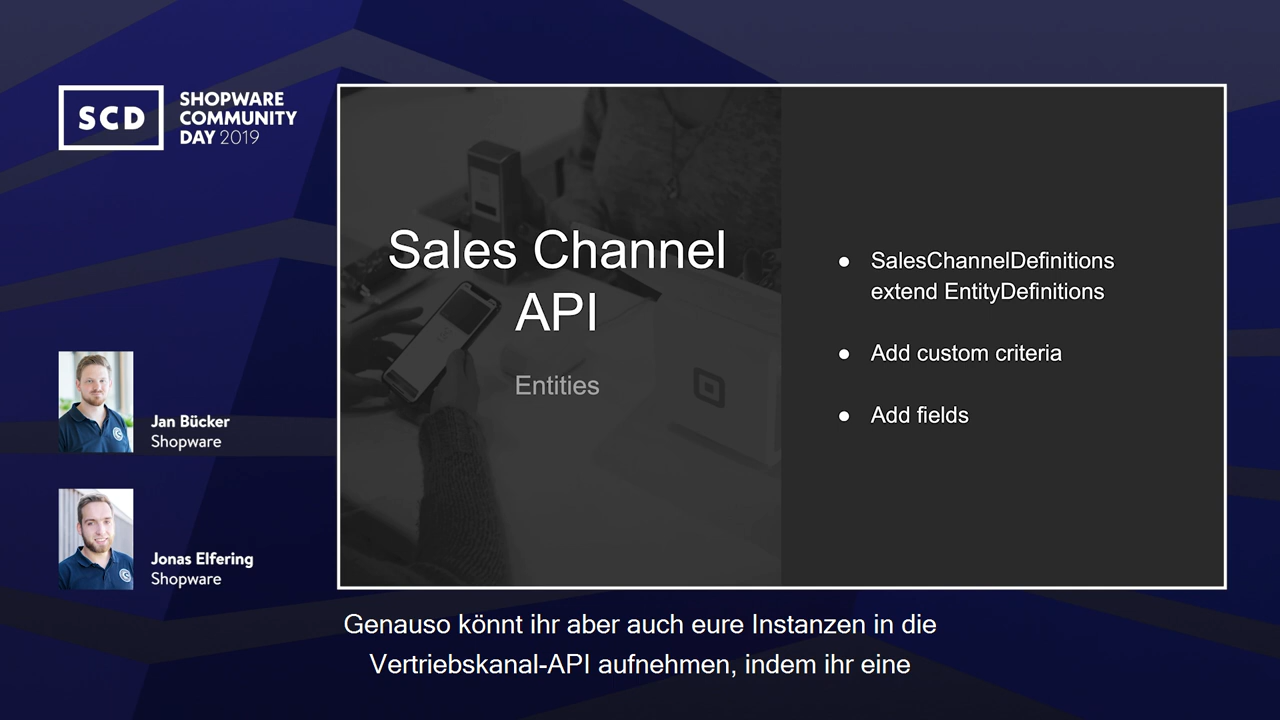 SCD
SHOPWARE
COMMUNITY
DAY 2019
Sales Channel
API
Entities
● SalesChannelDefinitions
extend EntityDefinitions
● Add custom criteria
● Add fields
Jan Bücker
Shopware
Jonas Elfering
Shopware
Genauso könnt ihr aber auch eure Instanzen in die
Vertriebskanal-API aufnehmen, indem ihr eine